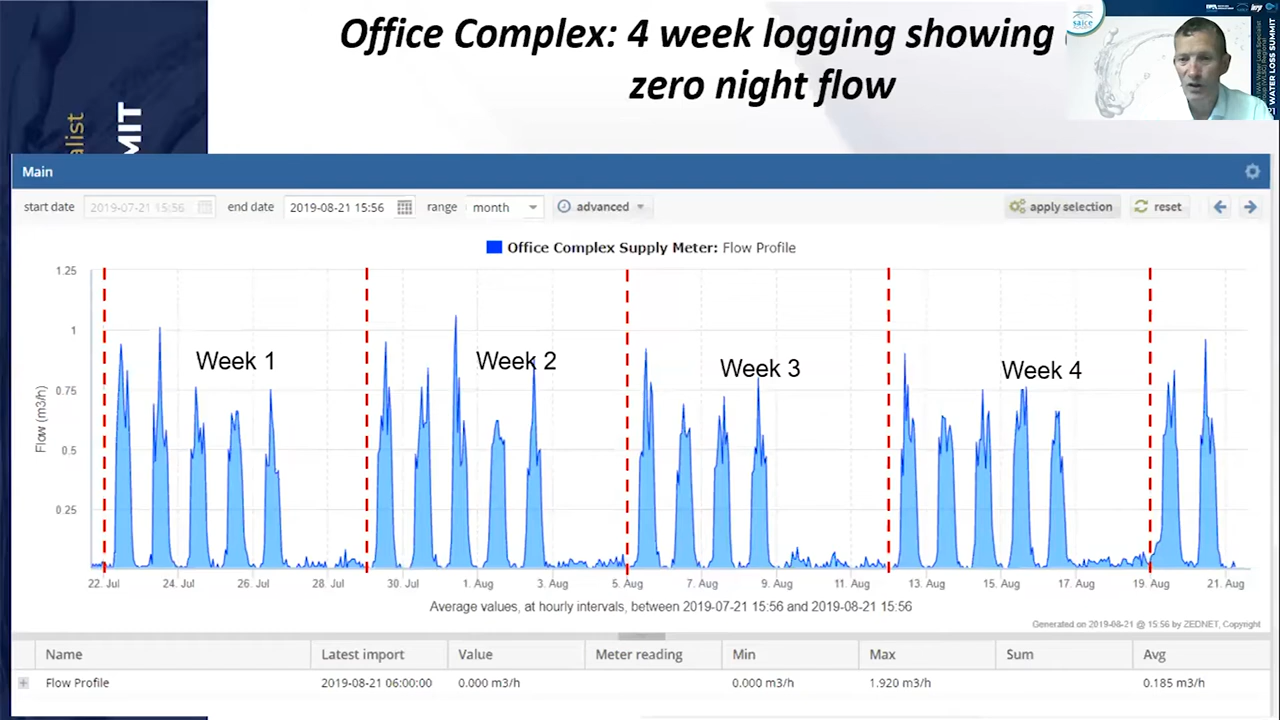 Office Complex: 4 week logging showing
zero night flow
saice
WATER LOSS SUMMIT
alist
MIT
Main
start date 2019-07-21 15:56 end date 2019-08-21 15:56 range month advanced apply selection reset
Office Complex Supply Meter: Flow Profile
Flow (m3/h)
1.25
1
0.75
0.5
0.25
Week 1 Week 2 Week 3 Week 4
22. Jul 24. Jul 26. Jul 28. Jul 30. Jul 1. Aug 3. Aug 5. Aug 7. Aug 9. Aug 11. Aug 13. Aug 15. Aug 17. Aug 19. Aug 21. Aug
Average values, at hourly intervals, between 2019-07-21 15:56 and 2019-08-21 15:56
Generated on 2019-08-21 @ 15:56 by ZEDNET, Copyright
Name Latest import Value Meter reading Min Max Sum Avg
Flow Profile 2019-08-21 06:00:00 0.000 m3/h 0.000 m3/h 1.920 m3/h 0.185 m3/h